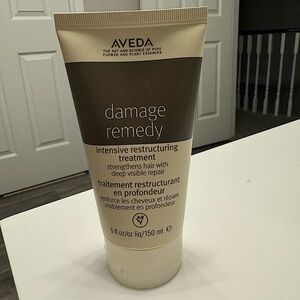 AVEDA
THE ART AND SCIENCE OF PURE
FLOWER AND PLANT ESSENCES
damage
remedy
intensive restructuring
treatment
strengthens hair with
deep visible repair
traitement restructurant
en profondeur
renforce les cheveux et répare
visiblement en profondeur
5 fl oz/oz liq/150 ml ℮